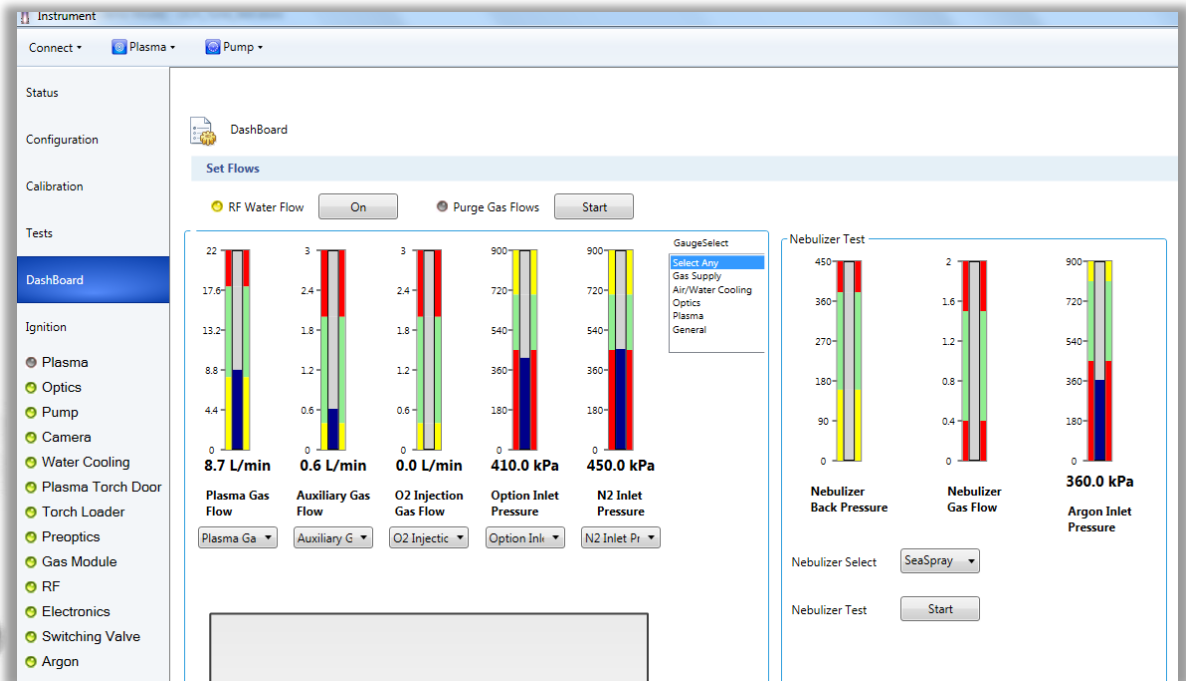 Instrument
Connect
Plasma
Pump
Status
Configuration
Calibration
Tests
DashBoard
Ignition
Plasma
Optics
Pump
Camera
Water Cooling
Plasma Torch Door
Torch Loader
Preoptics
Gas Module
RF
Electronics
Switching Valve
Argon
DashBoard
Set Flows
RF Water Flow
On
Purge Gas Flows
Start
22
17.6
13.2
8.8
4.4
0
8.7 L/min
Plasma Gas
Flow
Plasma Ga
3
2.4
1.8
1.2
0.6
0
0.6 L/min
Auxiliary Gas
Flow
Auxiliary G
3
2.4
1.8
1.2
0.6
0
0.0 L/min
O2 Injection
Gas Flow
O2 Injectic
900
720
540
360
180
0
410.0 kPa
Option Inlet
Pressure
Option Inl
900
720
540
360
180
0
450.0 kPa
N2 Inlet
Pressure
N2 Inlet Pr
GaugeSelect
Select Any
Gas Supply
Air/Water Cooling
Optics
Plasma
General
Nebulizer Test
450
360
270
180
90
0
Nebulizer
Back Pressure
2
1.6
1.2
0.8
0.4
0
Nebulizer
Gas Flow
900
720
540
360
180
0
360.0 kPa
Argon Inlet
Pressure
Nebulizer Select
SeaSpray
Nebulizer Test
Start